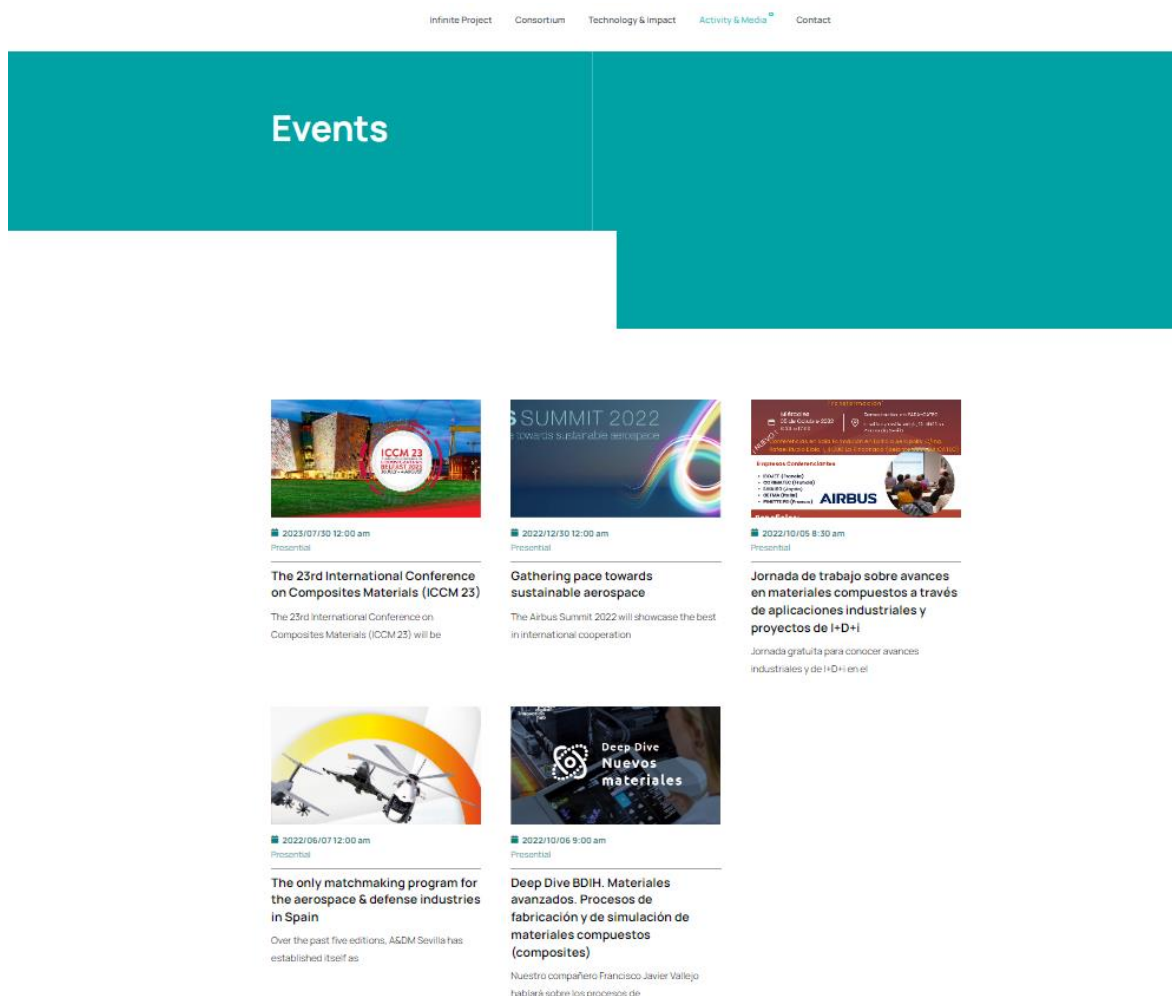 Infinite Project Consortium Technology & Impact Activity & Media Contact
Events
ICCM 23
BELFAST 2023
S SUMMIT 2022
towards sustainable aerospace
Empresas Conferenciantes
AIRBUS
2023/07/30 12:00 am
Presential
The 23rd International Conference
on Composites Materials (ICCM 23)
The 23rd International Conference on
Composites Materials (ICCM 23) will be
2022/12/30 12:00 am
Presential
Gathering pace towards
sustainable aerospace
The Airbus Summit 2022 will showcase the best
in international cooperation
2022/10/05 8:30 am
Presential
Jornada de trabajo sobre avances
en materiales compuestos a través
de aplicaciones industriales y
proyectos de I+D+i
Jornada gratuita para conocer avances
industriales y de I+D+i en el
2022/06/07 12:00 am
Presential
The only matchmaking program for
the aerospace & defense industries
in Spain
Over the past five editions, A&DM Sevilla has
established itself as
Deep Dive
Nuevos
materiales
2022/10/06 9:00 am
Presential
Deep Dive BDIH. Materiales
avanzados. Procesos de
fabricación y de simulación de
materiales compuestos
(composites)
Nuestro compañero Francisco Javier Vallejo
hablará sobre los procesos de